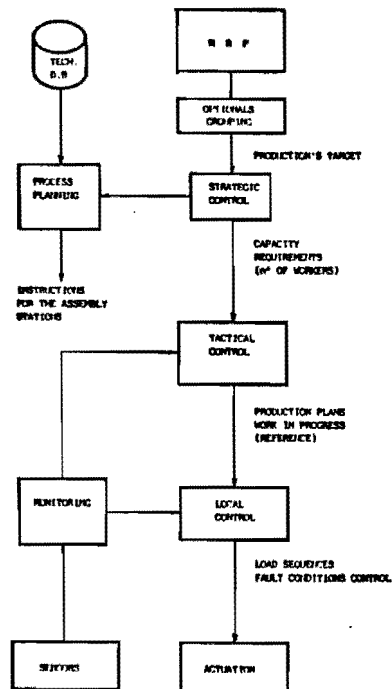 TECH.
D.B
OPTIONALS
GROUPING
PRODUCTION'S TARGET
PROCESS
PLANNING
STRATEGIC
CONTROL
CAPACITY
REQUIREMENTS
(n° OF WORKERS)
INSTRUCTIONS
FOR THE ASSEMBLY
STATIONS
TACTICAL
CONTROL
PRODUCTION PLANS
WORK IN PROGRESS
(REFERENCE)
MONITORING
LOCAL
CONTROL
LOAD SEQUENCES
FAULT CONDITIONS CONTROL
SENSORS
ACTUATION